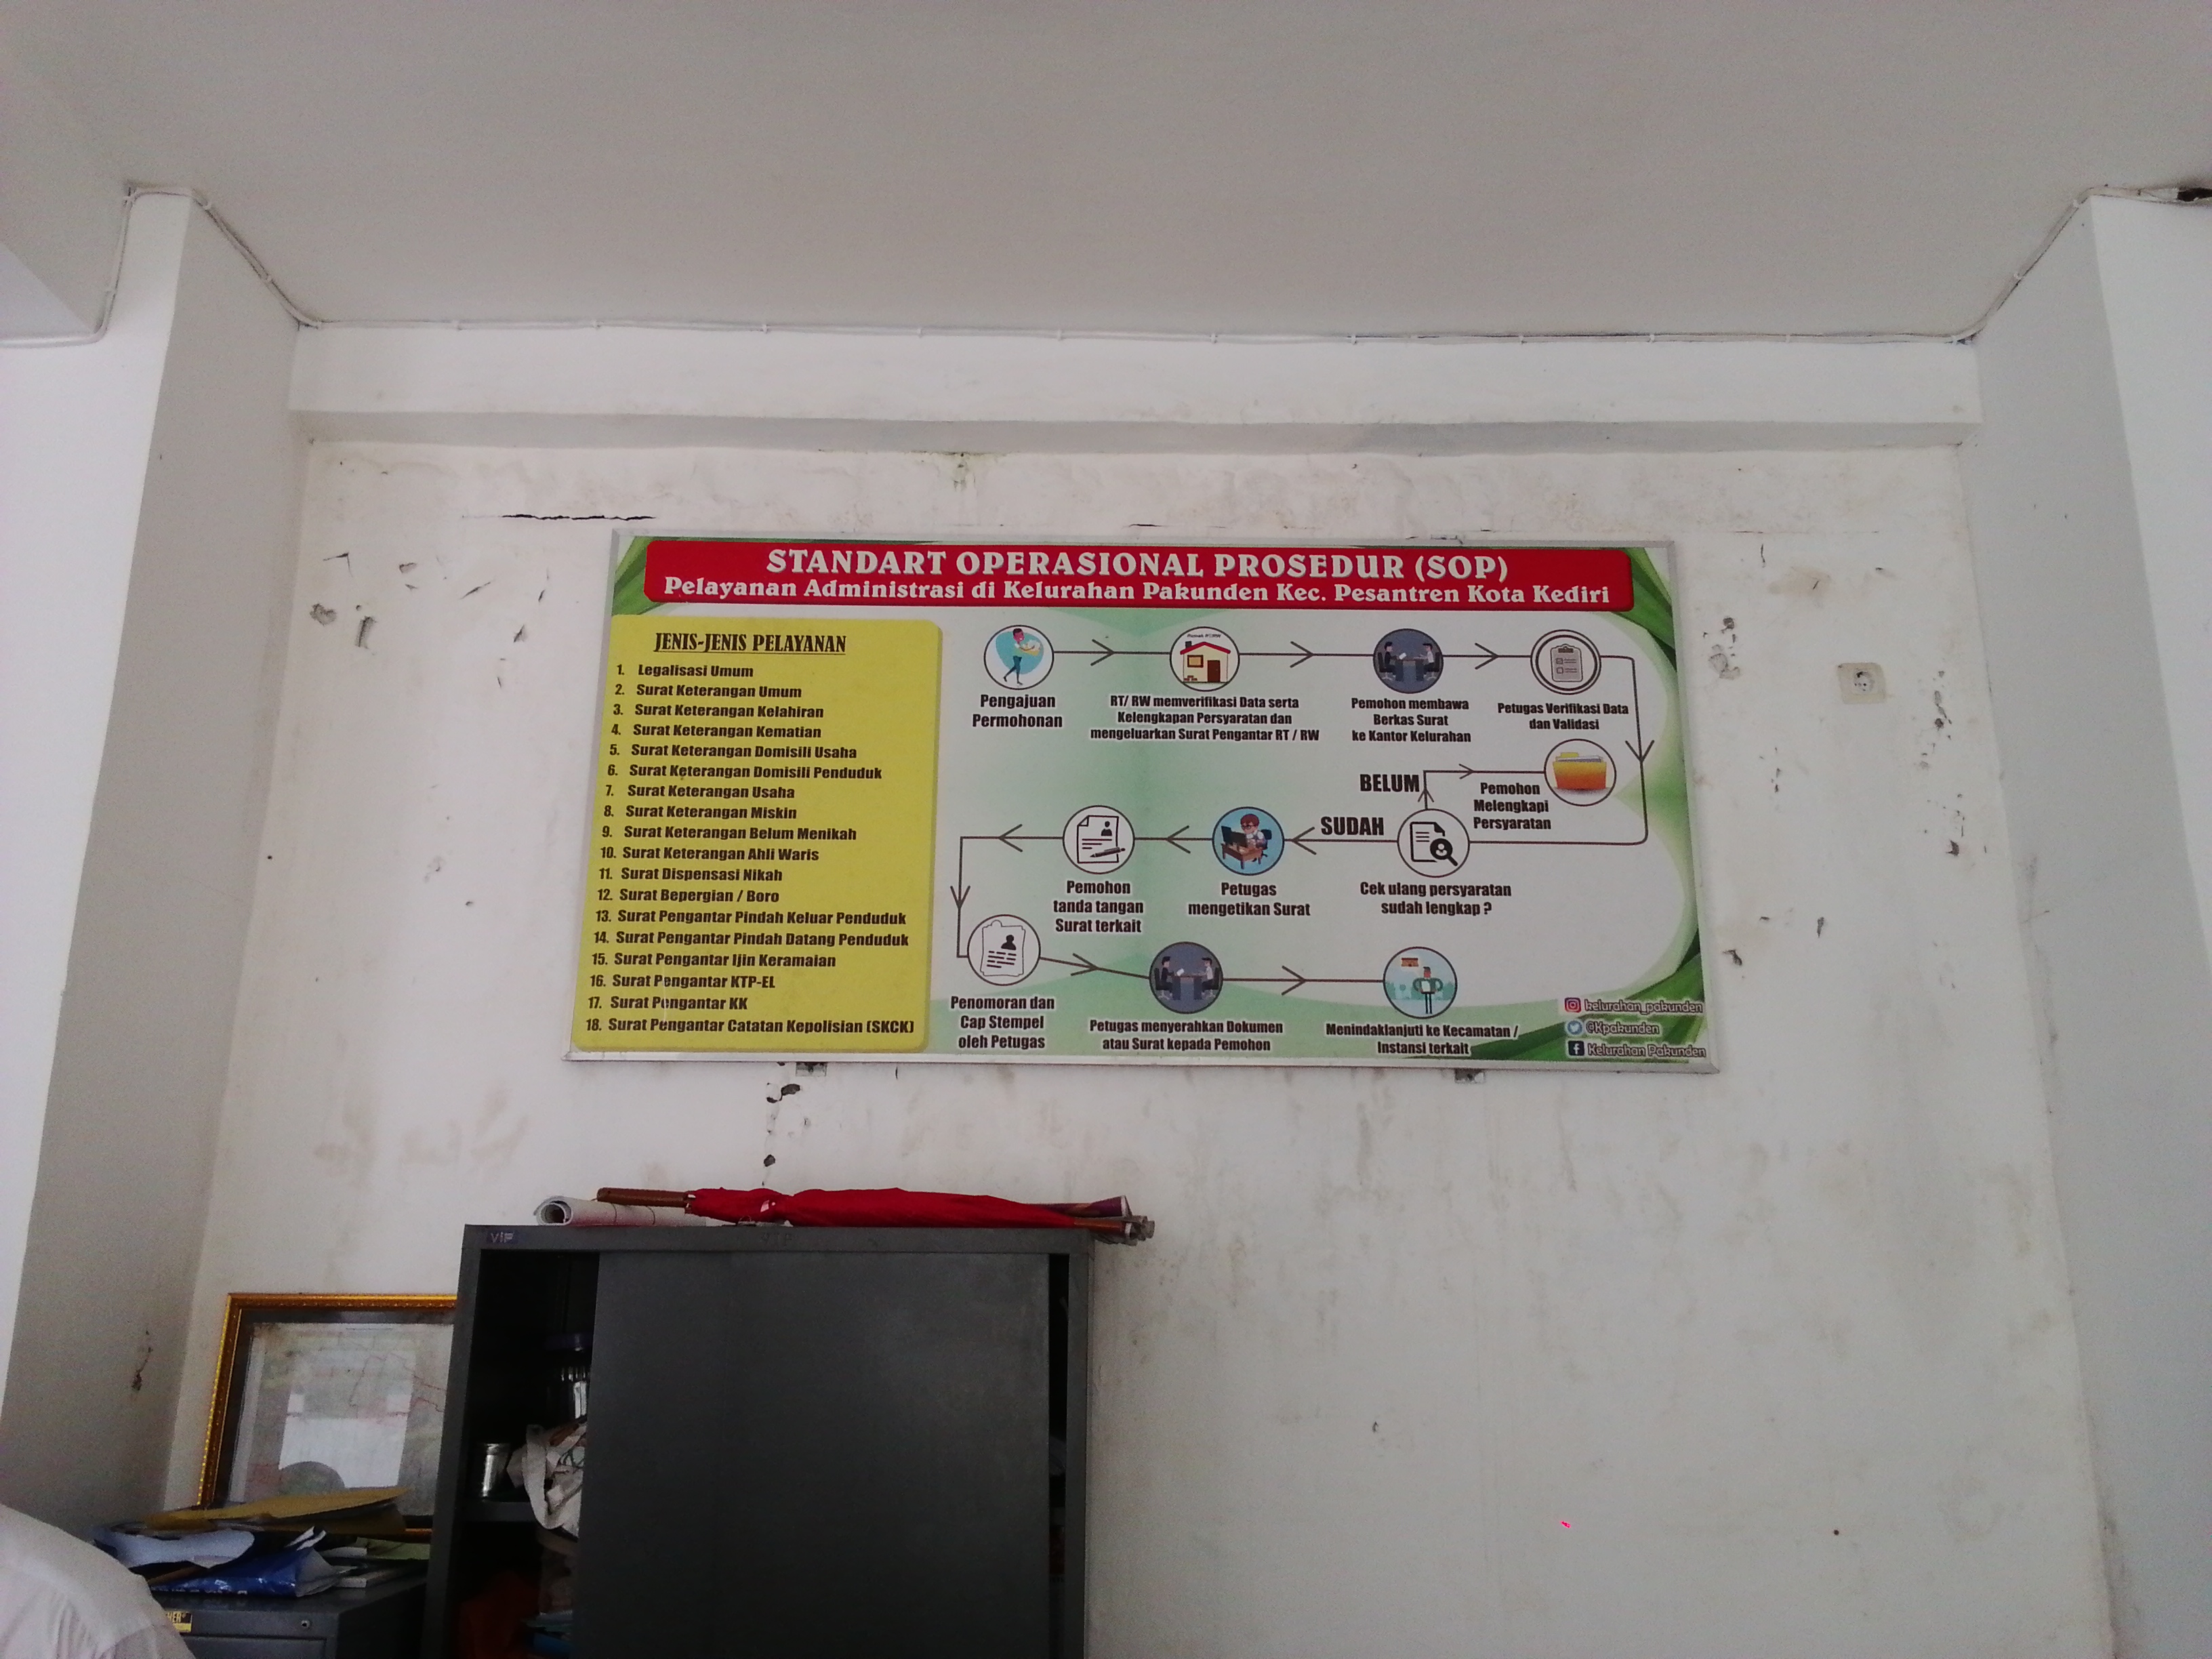 STANDART OPERASIONAL PROSEDUR (SOP)
Pelayanan Administrasi di Kelurahan Pakunden Kec. Pesantren Kota Kediri
JENIS-JENIS PELAYANAN
1. Legalisasi Umum
2. Surat Keterangan Umum
3. Surat Keterangan Kelahiran
4. Surat Keterangan Kematian
5. Surat Keterangan Domisili Usaha
6. Surat Keterangan Domisili Penduduk
7. Surat Keterangan Usaha
8. Surat Keterangan Miskin
9. Surat Keterangan Belum Menikah
10. Surat Keterangan Ahli Waris
11. Surat Dispensasi Nikah
12. Surat Bepergian / Boro
13. Surat Pengantar Pindah Keluar Penduduk
14. Surat Pengantar Pindah Datang Penduduk
15. Surat Pengantar Ijin Keramaian
16. Surat Pengantar KTP-EL
17. Surat Pengantar KK
18. Surat Pengantar Catatan Kepolisian (SKCK)
Pengajuan
Permohonan
RT/ RW memverifikasi Data serta
Kelengkapan Persyaratan dan
mengeluarkan Surat Pengantar RT / RW
Pemohon membawa
Berkas Surat
ke Kantor Kelurahan
Petugas Verifikasi Data
dan Validasi
BELUM
Pemohon
Melengkapi
Persyaratan
SUDAH
Cek ulang persyaratan
sudah lengkap ?
Petugas
mengetikan Surat
Pemohon
tanda tangan
Surat terkait
Penomoran dan
Cap Stempel
oleh Petugas
Petugas menyerahkan Dokumen
atau Surat kepada Pemohon
Menindaklanjuti ke Kecamatan /
Instansi terkait
kelurahan_pakunden
@Kpakunden
Kelurahan Pakunden
VIP